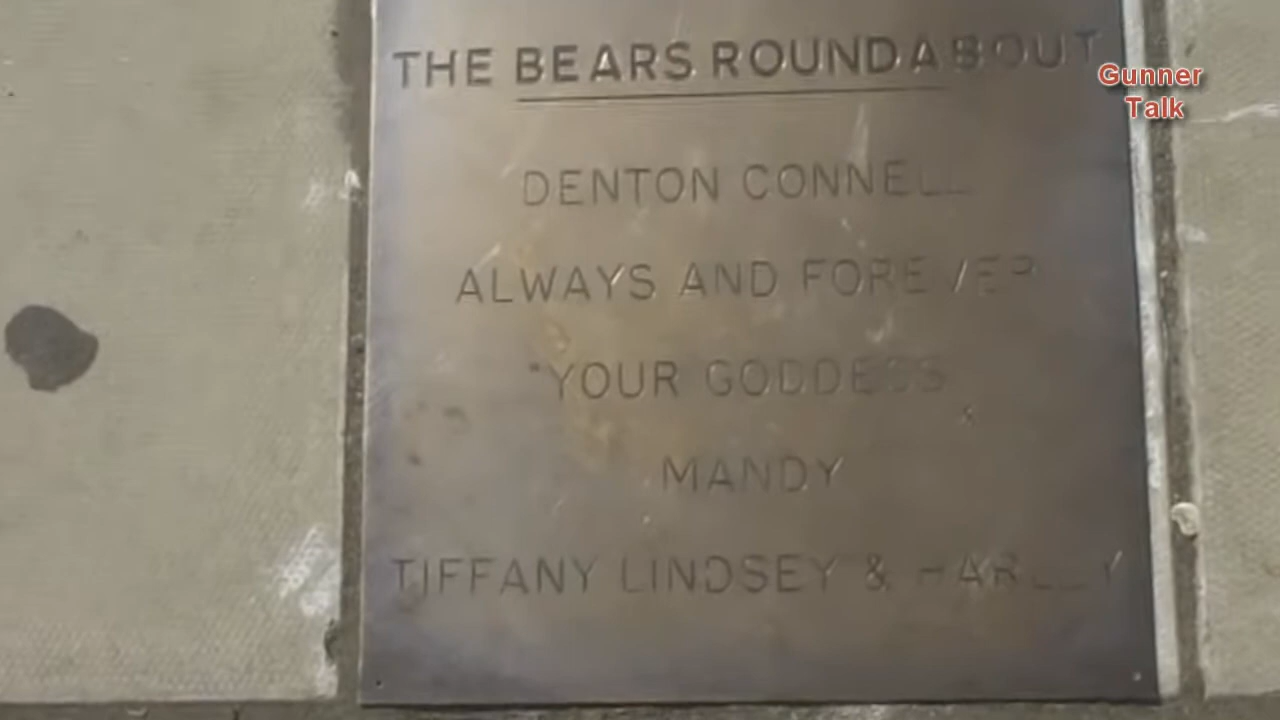 THE BEARS ROUNDABOUT
Gunner
Talk
DENTON CONNELL
ALWAYS AND FOREVER
"YOUR GODDESS
MANDY
TIFFANY LINDSEY & HARLEY